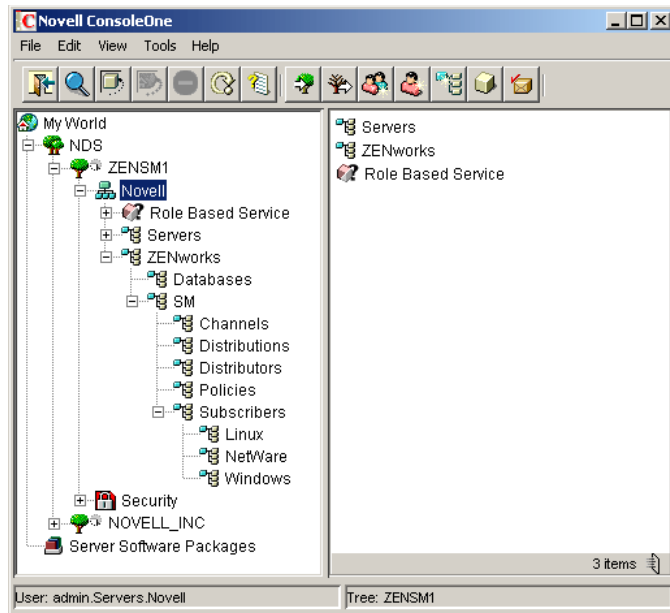 Novell ConsoleOne
File Edit View Tools Help
My World
NDS
ZENSM1
Novell
Role Based Service
Servers
ZENworks
Databases
SM
Channels
Distributions
Distributors
Policies
Subscribers
Linux
NetWare
Windows
Security
NOVELL_INC
Server Software Packages
Servers
ZENworks
Role Based Service
3 items
User: admin.Servers.Novell
Tree: ZENSM1